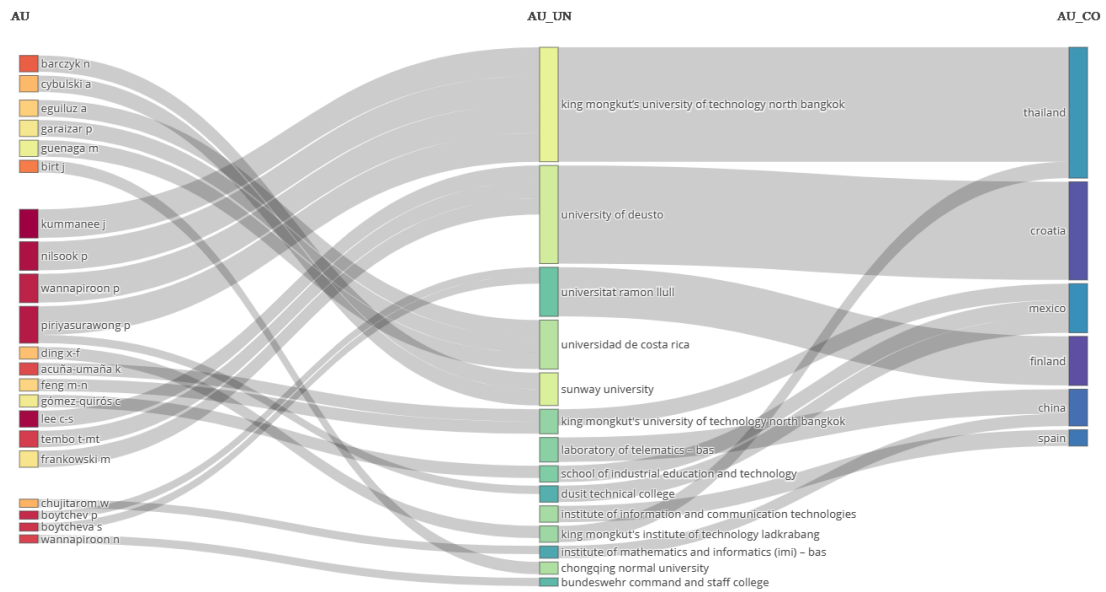 AU
AU_UN
AU_CO
barczyk n
cybulski a
eguiluz a
garaizar p
guenaga m
birt j
kummanee j
nilsook p
wannapiroon p
piriyasurawong p
ding x-f
acuña-umaña k
feng m-n
gómez-quirós c
lee c-s
tembo t-mt
frankowski m
chujitarom w
boytchev p
boytcheva s
wannapiroon n
king mongkut's university of technology north bangkok
university of deusto
universitat ramon llull
universidad de costa rica
sunway university
king mongkut's university of technology north bangkok
laboratory of telematics – bas
school of industrial education and technology
dusit technical college
institute of information and communication technologies
king mongkut's institute of technology ladkrabang
institute of mathematics and informatics (imi) – bas
chongqing normal university
bundeswehr command and staff college
thailand
croatia
mexico
finland
china
spain